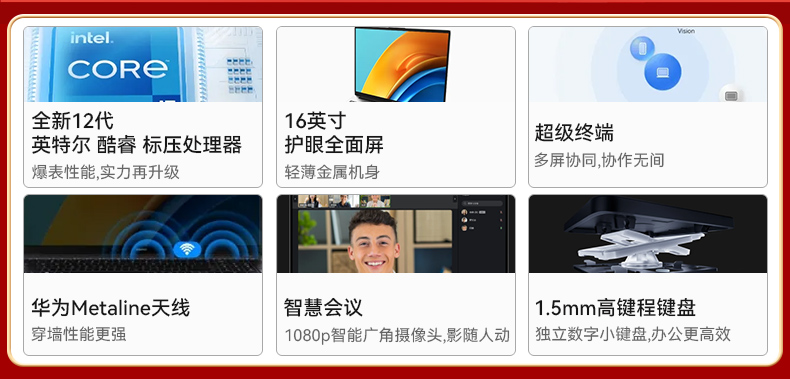 intel.
CORE
全新12代
英特尔 酷睿 标压处理器
爆表性能,实力再升级
16英寸
护眼全面屏
轻薄金属机身
Vision
超级终端
多屏协同,协作无间
华为Metaline天线
穿墙性能更强
智慧会议
1080p智能广角摄像头,影随人动
1.5mm高键程键盘
独立数字小键盘,办公更高效